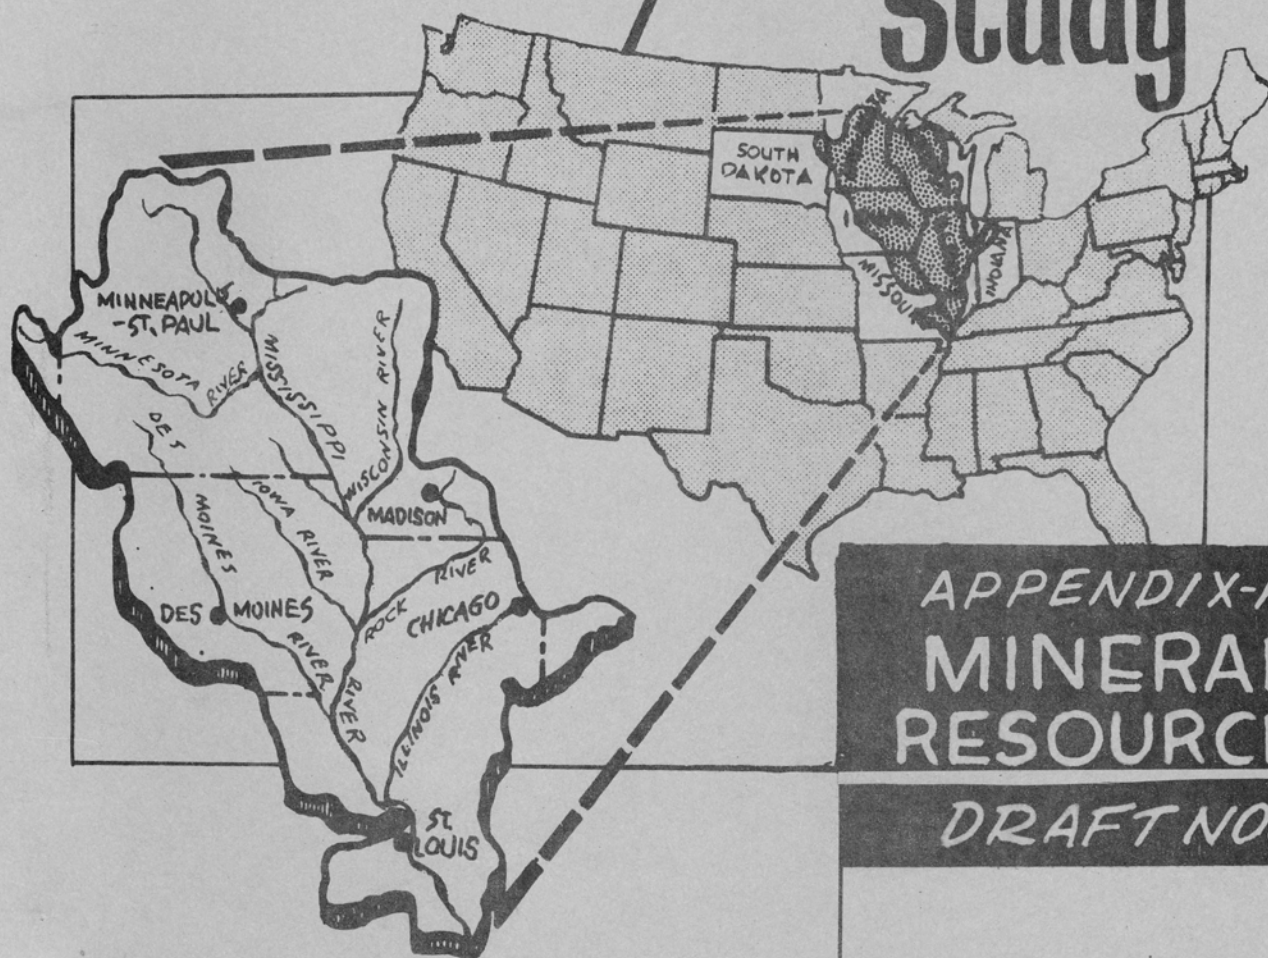 Study
SOUTH
DAKOTA
MISSOURI
INDIANA
MINNEAPOLIS
-ST. PAUL
MINNESOTA
RIVER
MISSISSIPPI
WISCONSIN RIVER
DES
MOINES
IOWA RIVER
MADISON
DES MOINES
RIVER
ROCK RIVER
CHICAGO
RIVER
ILLINOIS RIVER
ST.
LOUIS
APPENDIX-
MINERAL
RESOURC
DRAFT NO